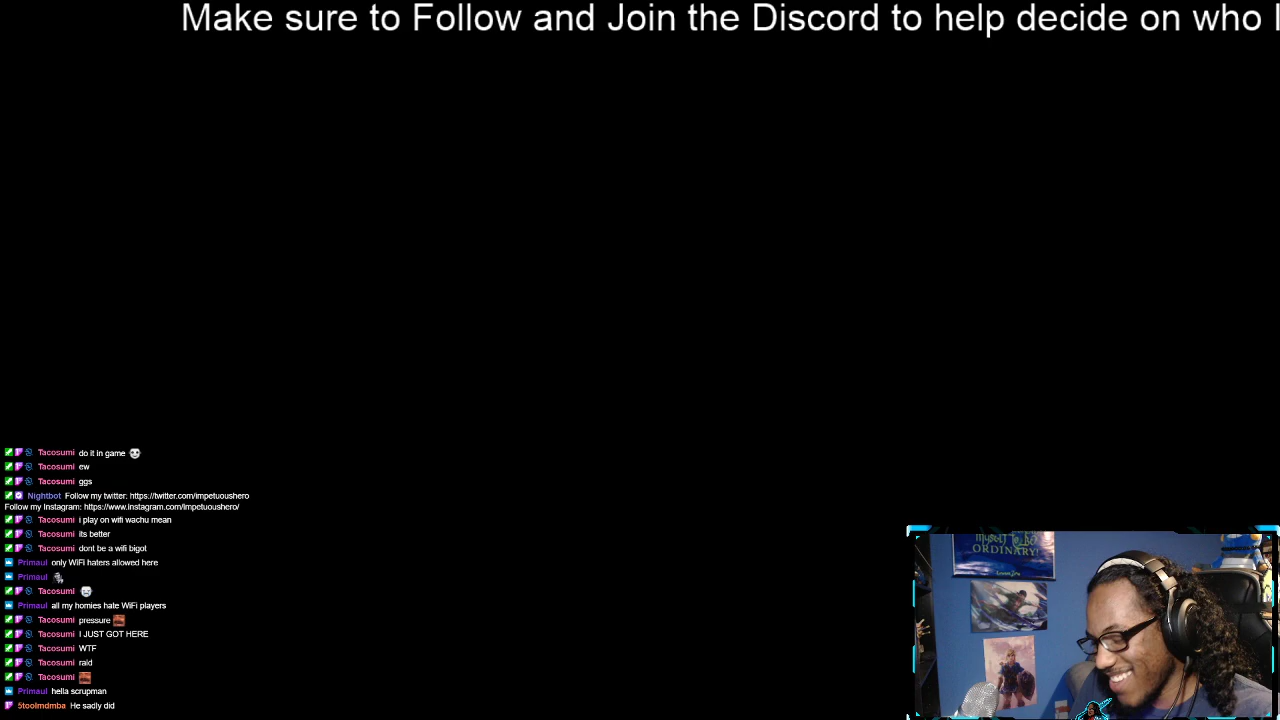 Make sure to Follow and Join the Discord to help decide on who
Tacosumi do it in game
Tacosumi ew
Tacosumi ggs
Nightbot Follow my twitter: https://twitter.com/impetuoushero
Follow my Instagram: https://www.instagram.com/impetuoushero/
Tacosumi i play on wifi wachu mean
Tacosumi its better
Tacosumi dont be a wifi bigot
Primaul only WiFi haters allowed here
Primaul
Tacosumi
Primaul all my homies hate WiFi players
Tacosumi pressure
Tacosumi I JUST GOT HERE
Tacosumi WTF
Tacosumi raid
Tacosumi
Primaul hella scrupman
5toolmdmba He sadly did
myself to be
ORDINARY!